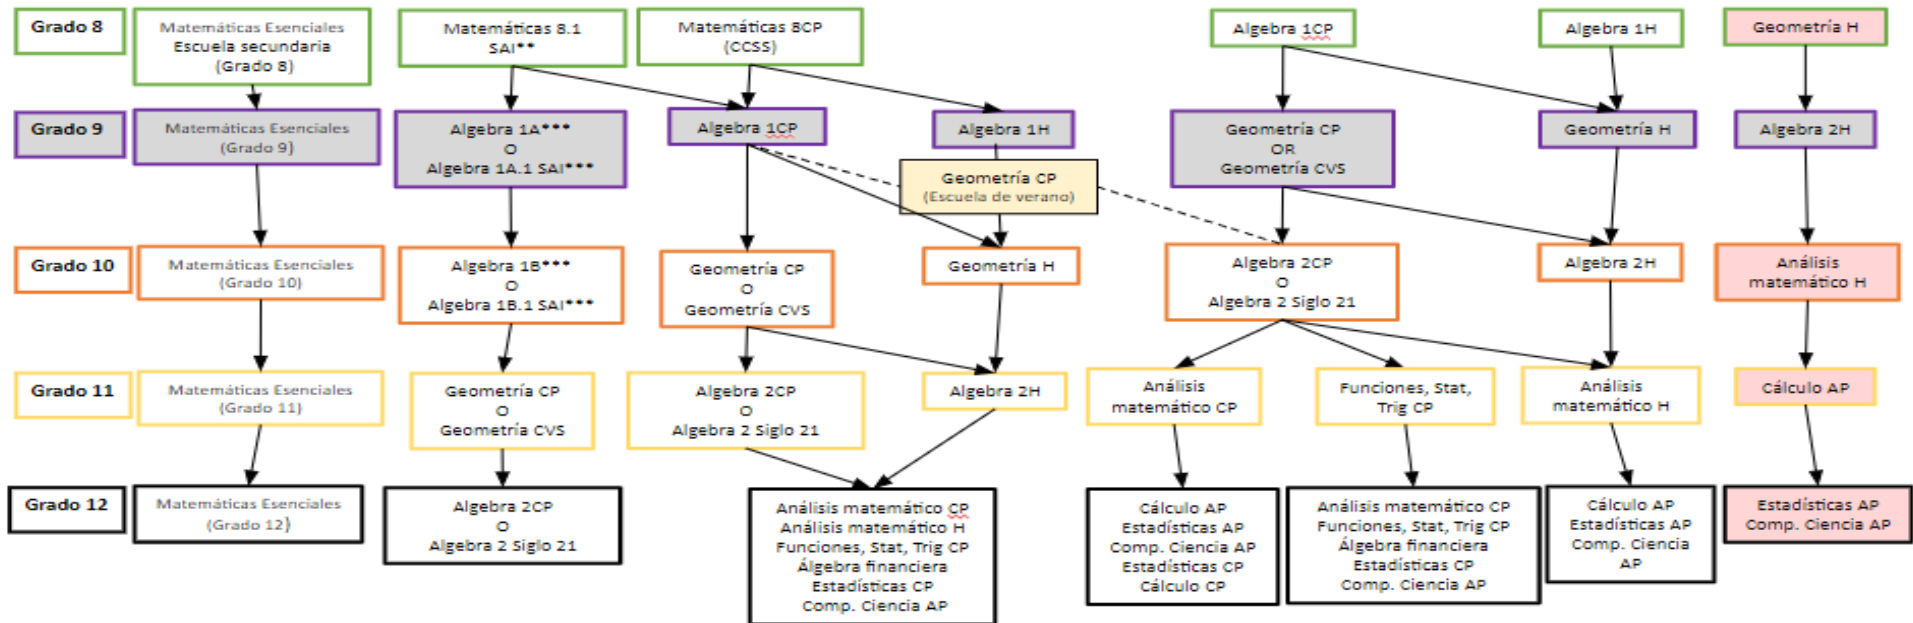 Grado 8
Matemáticas Esenciales
Escuela secundaria
(Grado 8)
Matemáticas 8.1
SAI**
Matemáticas 8CP
(CCSS)
Algebra 1CP
Algebra 1H
Geometría H
Grado 9
Matemáticas Esenciales
(Grado 9)
Algebra 1A***
O
Algebra 1A.1 SAI***
Algebra 1CP
Algebra 1H
Geometría CP
OR
Geometría CVS
Geometría H
Algebra 2H
Geometría CP
(Escuela de verano)
Grado 10
Matemáticas Esenciales
(Grado 10)
Algebra 1B***
O
Algebra 1B.1 SAI***
Geometría CP
O
Geometría CVS
Geometría H
Algebra 2CP
O
Algebra 2 Siglo 21
Algebra 2H
Análisis
matemático H
Grado 11
Matemáticas Esenciales
(Grado 11)
Geometría CP
O
Geometría CVS
Algebra 2CP
O
Algebra 2 Siglo 21
Algebra 2H
Análisis
matemático CP
Funciones, Stat,
Trig CP
Análisis
matemático H
Cálculo AP
Grado 12
Matemáticas Esenciales
(Grado 12)
Algebra 2CP
O
Algebra 2 Siglo 21
Análisis matemático CP
Análisis matemático H
Funciones, Stat, Trig CP
Álgebra financiera
Estadísticas CP
Comp. Ciencia AP
Cálculo AP
Estadísticas AP
Comp. Ciencia AP
Estadísticas CP
Cálculo CP
Análisis matemático CP
Funciones, Stat, Trig CP
Álgebra financiera
Estadísticas CP
Comp. Ciencia AP
Cálculo AP
Estadísticas AP
Comp. Ciencia
AP
Estadísticas AP
Comp. Ciencia AP